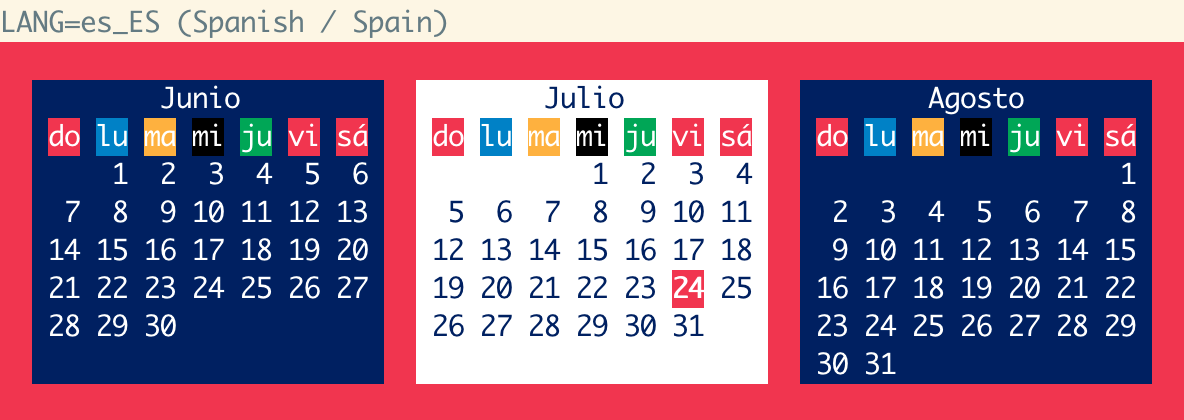 LANG=es_ES (Spanish / Spain)
Junio Julio Agosto
do lu ma mi ju vi sá do lu ma mi ju vi sá do lu ma mi ju vi sá
1 2 3 4 5 6 1 2 3 4 1
7 8 9 10 11 12 13 5 6 7 8 9 10 11 2 3 4 5 6 7 8
14 15 16 17 18 19 20 12 13 14 15 16 17 18 9 10 11 12 13 14 15
21 22 23 24 25 26 27 19 20 21 22 23 24 25 16 17 18 19 20 21 22
28 29 30 26 27 28 29 30 31 23 24 25 26 27 28 29
30 31